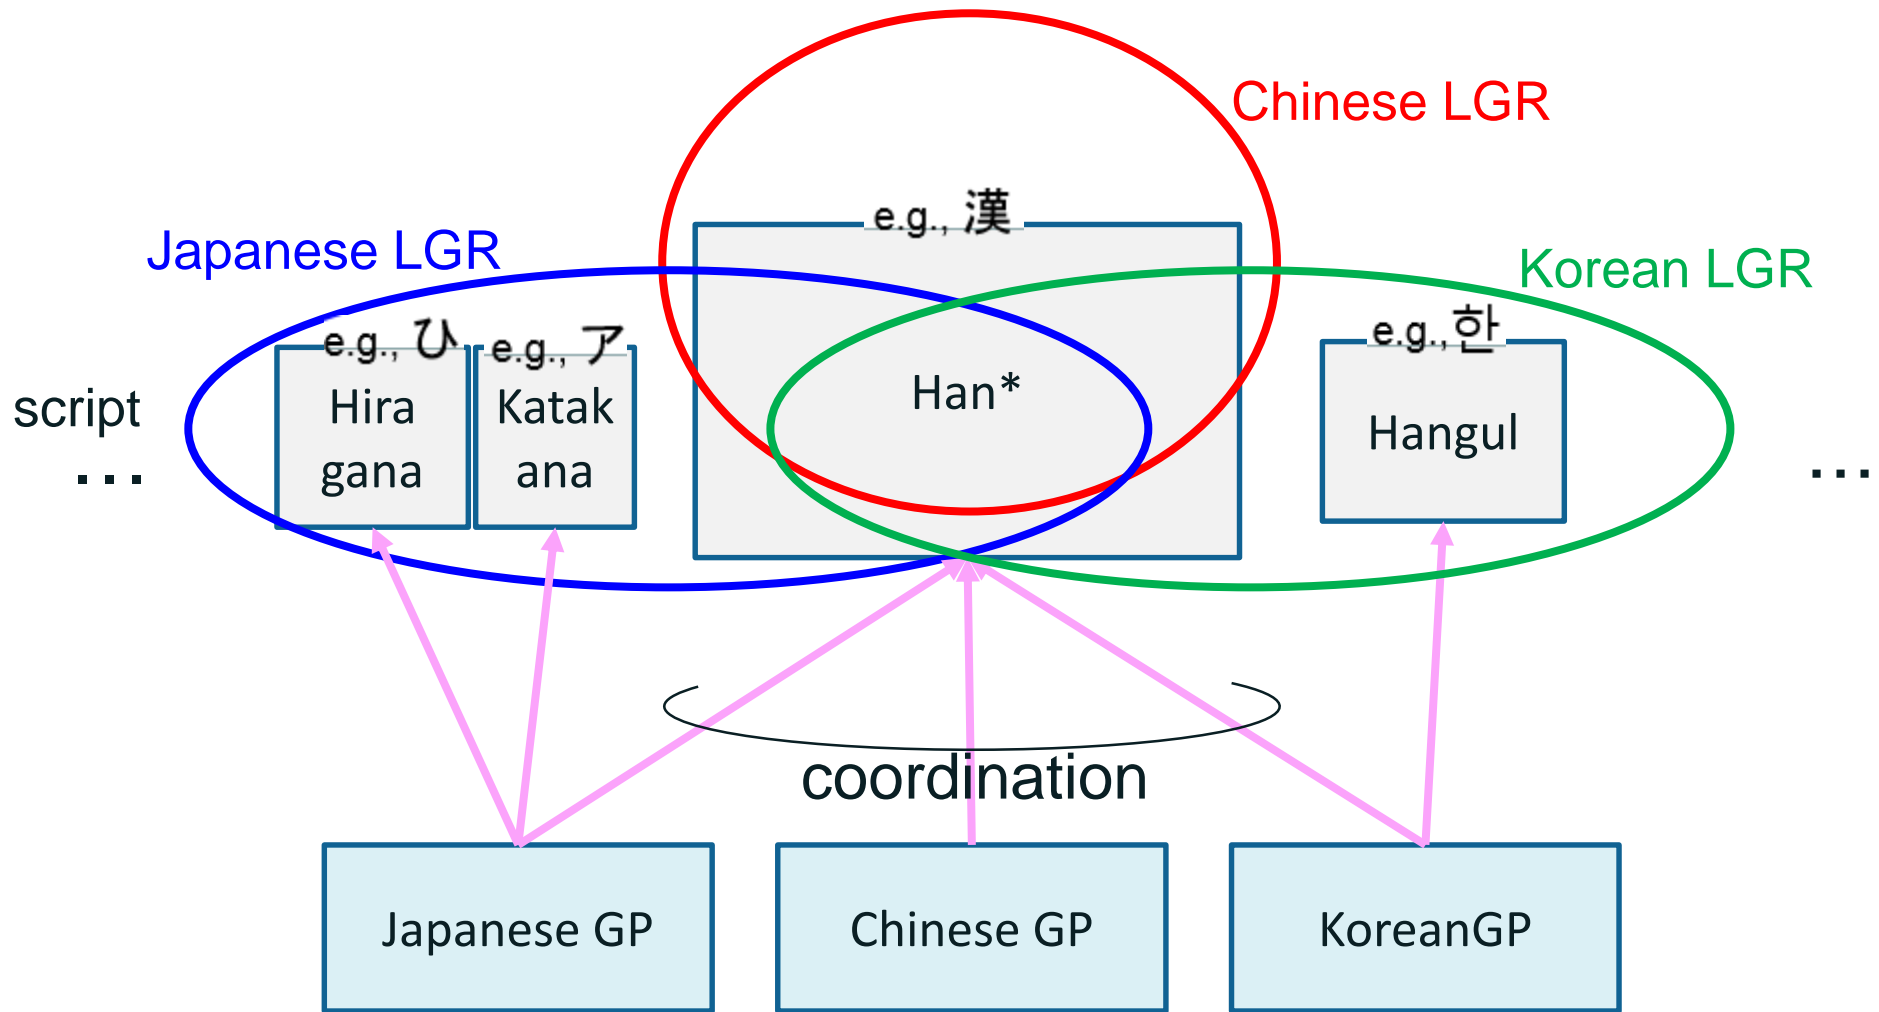 Chinese LGR
e.g., 漢
Japanese LGR
Korean LGR
e.g., ひ
e.g., ア
e.g., 한
script
...
Hira
gana
Katak
ana
Han*
Hangul
...
coordination
Japanese GP
Chinese GP
KoreanGP